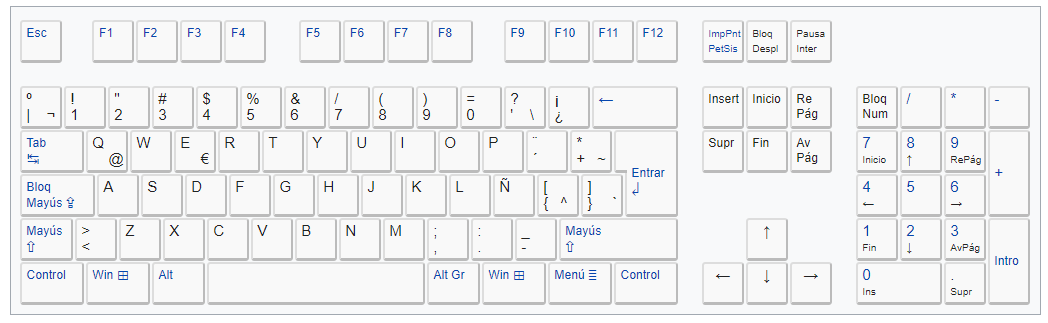 Esc F1 F2 F3 F4 F5 F6 F7 F8 F9 F10 F11 F12 ImpPnt Bloq Pausa
PetSis Despl Inter
º ! " # $ % & / ( ) = ? ¡ ← Insert Inicio Re Bloq / * -
| ¬ 1 2 3 4 5 6 7 8 9 0 ' \ ¿ Pág Num
Tab Q W E R T Y U I O P ¨ * Supr Fin Av 7 8 9
↹ @ € ´ + ~ Pág Inicio ↑ RePág
Entrar +
Bloq A S D F G H J K L Ñ [ ] 4 5 6
Mayús ⇪ { ^ } ` ↲ ← →
Mayús > Z X C V B N M ; : _ Mayús ↑ 1 2 3
⇧ < , . - ⇧ Fin ↓ AvPág
Intro
Control Win ⊞ Alt Alt Gr Win ⊞ Menú ≣ Control ← ↓ → 0 .
Ins Supr